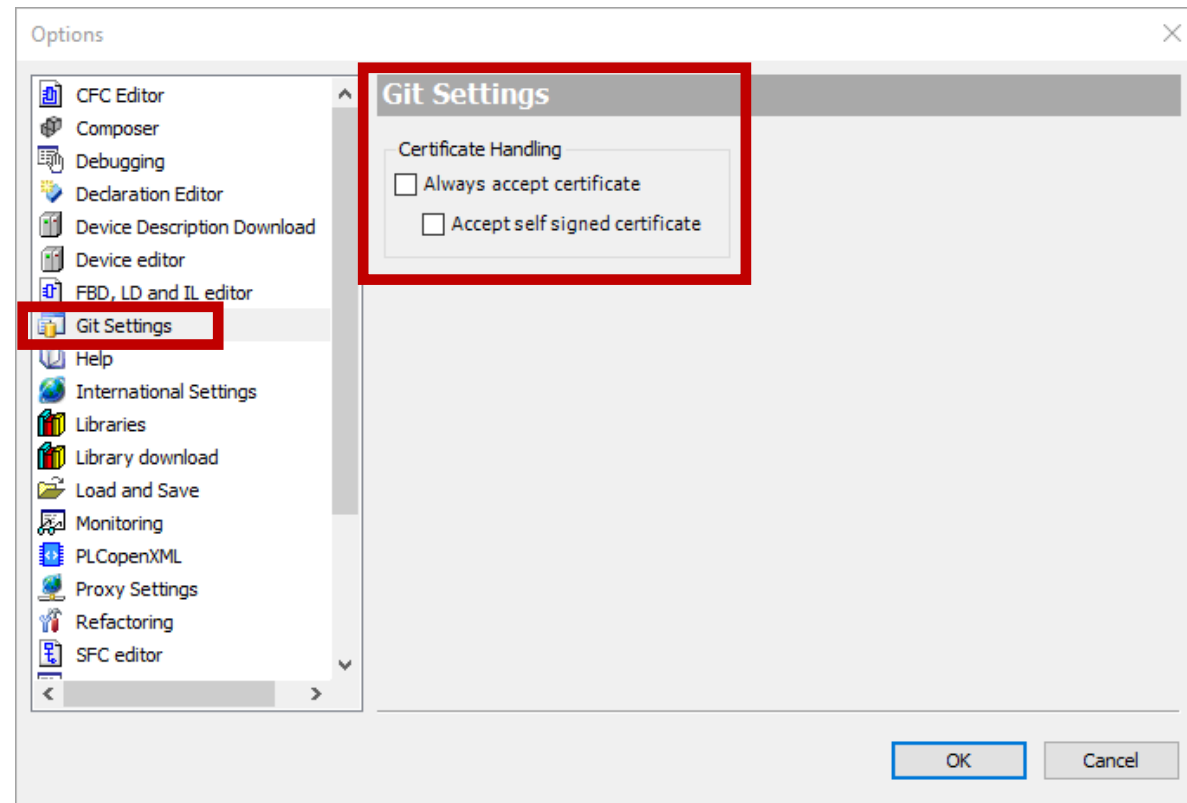 Options
CFC Editor
Composer
Debugging
Declaration Editor
Device Description Download
Device editor
FBD, LD and IL editor
Git Settings
Help
International Settings
Libraries
Library download
Load and Save
Monitoring
PLCopenXML
Proxy Settings
Refactoring
SFC editor
Git Settings
Certificate Handling
Always accept certificate
Accept self signed certificate
OK
Cancel